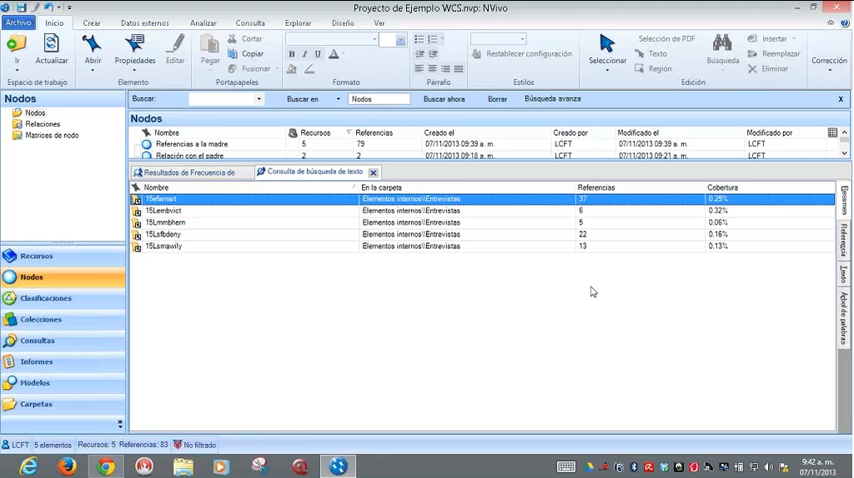 Proyecto de Ejemplo WCS.nvp: NVivo
Archivo Inicio Crear Datos externos Analizar Consulta Explorar Diseño Ver
Ir Actualizar Abrir Propiedades Editar Pegar Cortar
Copiar
Fusionar
N K S A
Restablecer configuración
Seleccionar Selección de PDF
Texto
Región
Búsqueda Insertar
Reemplazar
Eliminar
Corrección
Espacio de trabajo Elemento Portapapeles Formato Párrafo Estilos Edición
Nodos
Nodos
Relaciones
Matrices de nodo
Recursos
Nodos
Clasificaciones
Colecciones
Consultas
Informes
Modelos
Carpetas
Buscar: Buscar en Nodos Buscar ahora Borrar Búsqueda avanza x
Nodos
Nombre Recursos Referencias Creado el Creado por Modificado el Modificado por
Referencias a la madre 5 79 07/11/2013 09:39 a. m. LCFT 07/11/2013 09:39 a. m. LCFT
Relación con el padre 2 2 07/11/2013 09:18 a. m. LCFT 07/11/2013 09:21 a. m. LCFT
Resultados de Frecuencia de Consulta de búsqueda de texto
Nombre En la carpeta Referencias Cobertura
15efamart Elementos internos\\Entrevistas 37 0.29%
15Lembvict Elementos internos\\Entrevistas 6 0.32%
15Lmmbhern Elementos internos\\Entrevistas 5 0.06%
15Lsfbdeny Elementos internos\\Entrevistas 22 0.16%
15Lsmawily Elementos internos\\Entrevistas 13 0.13%
Resumen
Referencia
Texto
Árbol de palabras
LCFT 5 elementos Recursos: 5 Referencias: 83 No filtrado
9:42 a. m.
07/11/2013